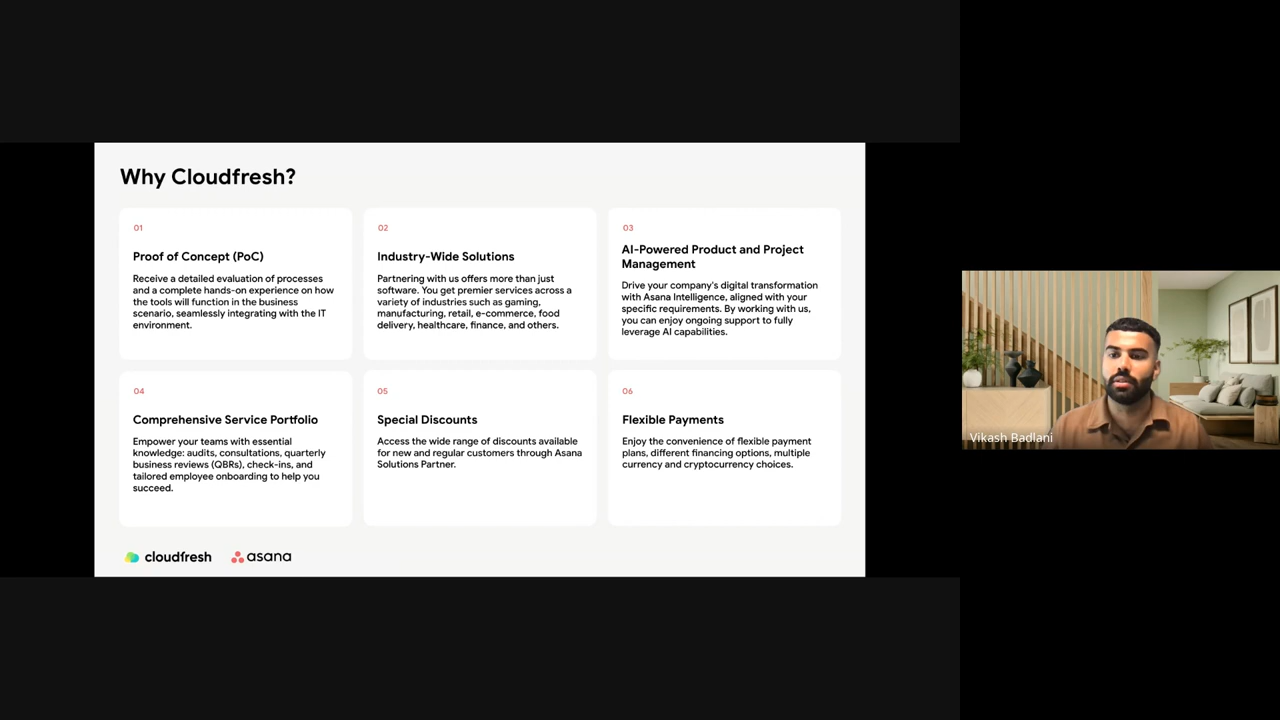 Why Cloudfresh?
01
Proof of Concept (PoC)
Receive a detailed evaluation of processes
and a complete hands-on experience on how
the tools will function in the business
scenario, seamlessly integrating with the IT
environment.
02
Industry-Wide Solutions
Partnering with us offers more than just
software. You get premier services across a
variety of industries such as gaming,
manufacturing, retail, e-commerce, food
delivery, healthcare, finance, and others.
03
AI-Powered Product and Project
Management
Drive your company's digital transformation
with Asana Intelligence, aligned with your
specific requirements. By working with us,
you can enjoy ongoing support to fully
leverage AI capabilities.
04
Comprehensive Service Portfolio
Empower your teams with essential
knowledge: audits, consultations, quarterly
business reviews (QBRs), check-ins, and
tailored employee onboarding to help you
succeed.
05
Special Discounts
Access the wide range of discounts available
for new and regular customers through Asana
Solutions Partner.
06
Flexible Payments
Enjoy the convenience of flexible payment
plans, different financing options, multiple
currency and cryptocurrency choices.
cloudfresh
asana
Vikash Badlani